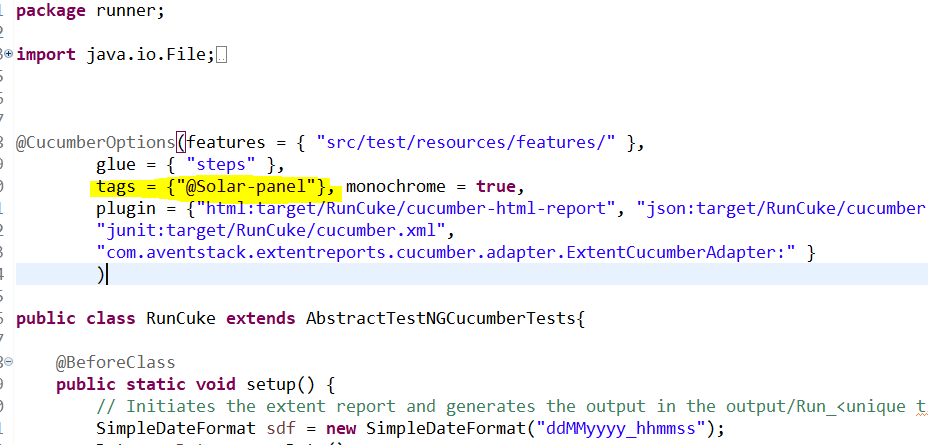 package runner;
import java.io.File;
@CucumberOptions(features = { "src/test/resources/features/" },
glue = { "steps" },
tags = {"@Solar-panel"}, monochrome = true,
plugin = {"html:target/RunCuke/cucumber-html-report", "json:target/RunCuke/cucumber
"junit:target/RunCuke/cucumber.xml",
"com.aventstack.extentreports.cucumber.adapter.ExtentCucumberAdapter:" }
)
public class RunCuke extends AbstractTestNGCucumberTests{
@BeforeClass
public static void setup() {
// Initiates the extent report and generates the output in the output/Run_<unique t
SimpleDateFormat sdf = new SimpleDateFormat("ddMMyyyy_hhmmss");